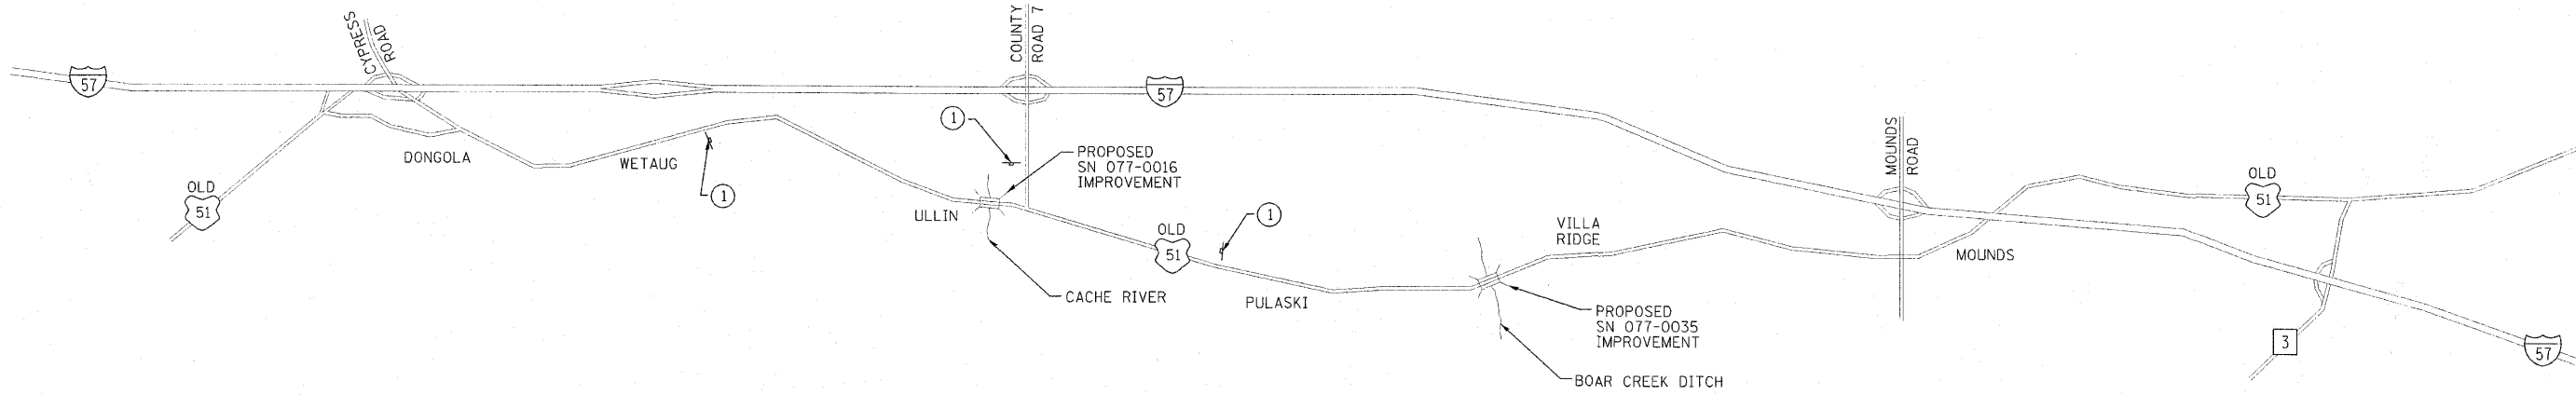 57
CYPRESS
ROAD
OLD
51
DONGOLA
WETAUG
1
1
COUNTY
ROAD 7
57
PROPOSED
SN 077-0016
IMPROVEMENT
ULLIN
CACHE RIVER
OLD
51
1
PULASKI
VILLA
RIDGE
PROPOSED
SN 077-0035
IMPROVEMENT
BOAR CREEK DITCH
MOUNDS
ROAD
MOUNDS
OLD
51
3
57